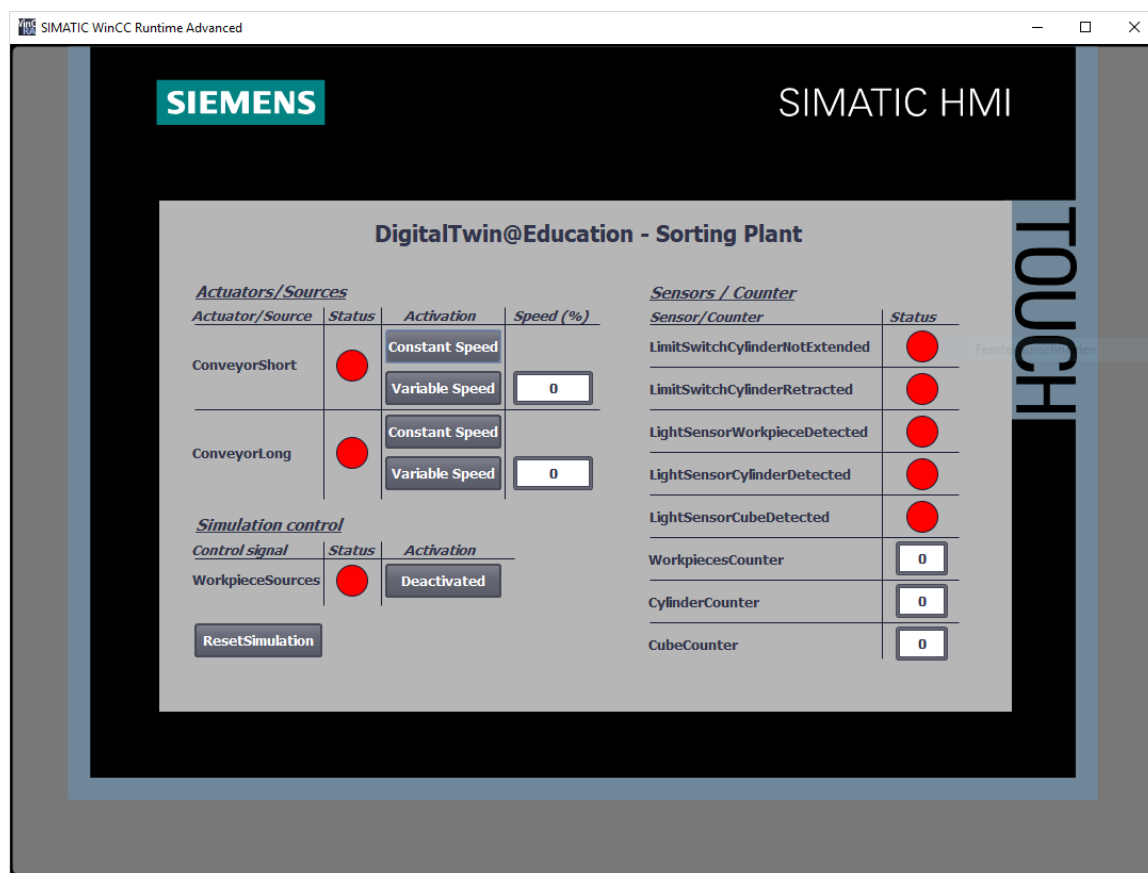 SIMATIC WinCC Runtime Advanced
SIEMENS
SIMATIC HMI
TOUCH
DigitalTwin@Education - Sorting Plant
Actuators/Sources
Actuator/Source Status Activation Speed (%)
ConveyorShort
Constant Speed
Variable Speed 0
ConveyorLong
Constant Speed
Variable Speed 0
Simulation control
Control signal Status Activation
WorkpieceSources Deactivated
ResetSimulation
Sensors / Counter
Sensor/Counter Status
LimitSwitchCylinderNotExtended
LimitSwitchCylinderRetracted
LightSensorWorkpieceDetected
LightSensorCylinderDetected
LightSensorCubeDetected
WorkpiecesCounter 0
CylinderCounter 0
CubeCounter 0